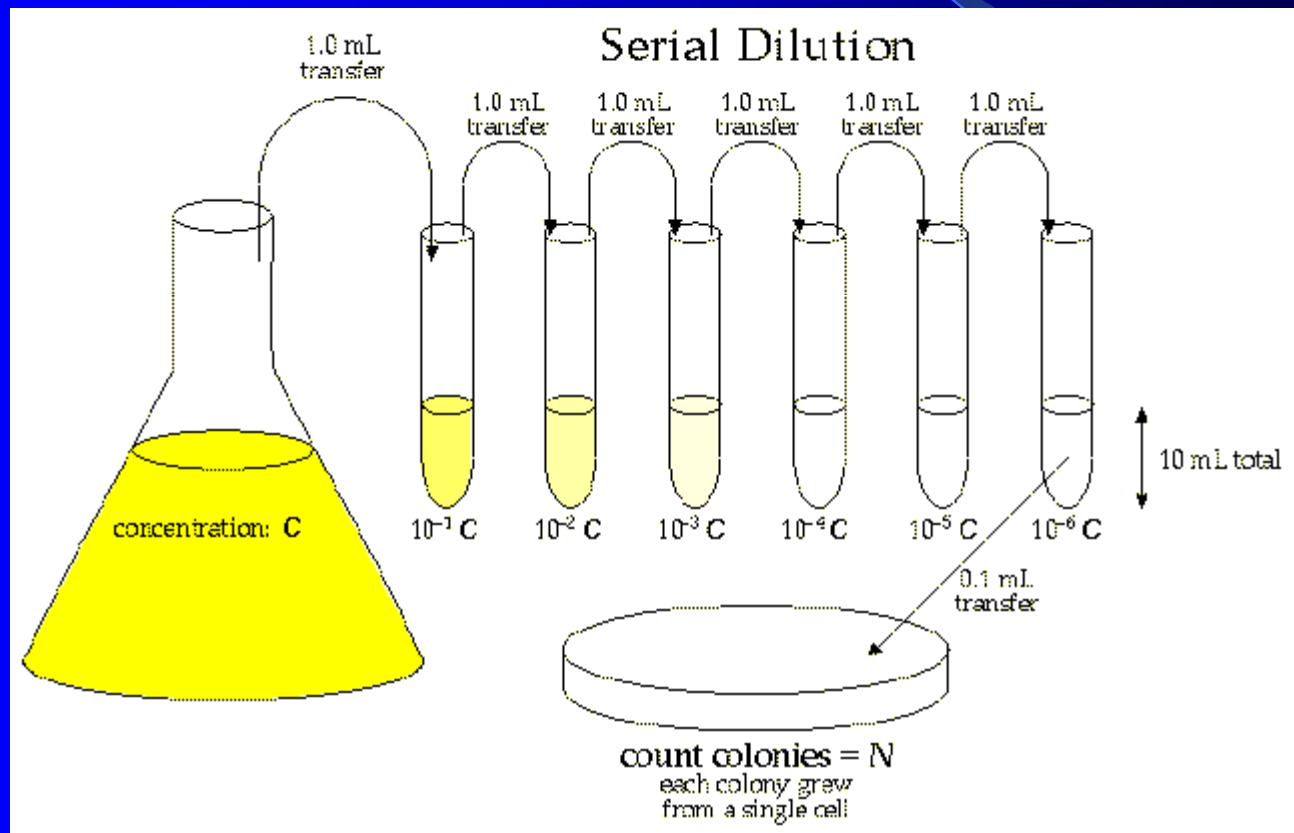 Serial Dilution
1.0 mL
transfer
1.0 mL
transfer
1.0 mL
transfer
1.0 mL
transfer
1.0 mL
transfer
1.0 mL
transfer
10 mL total
concentration: C
10⁻¹ C
10⁻² C
10⁻³ C
10⁻⁴ C
10⁻⁵ C
10⁻⁶ C
0.1 mL
transfer
count colonies = N
each colony grew
from a single cell